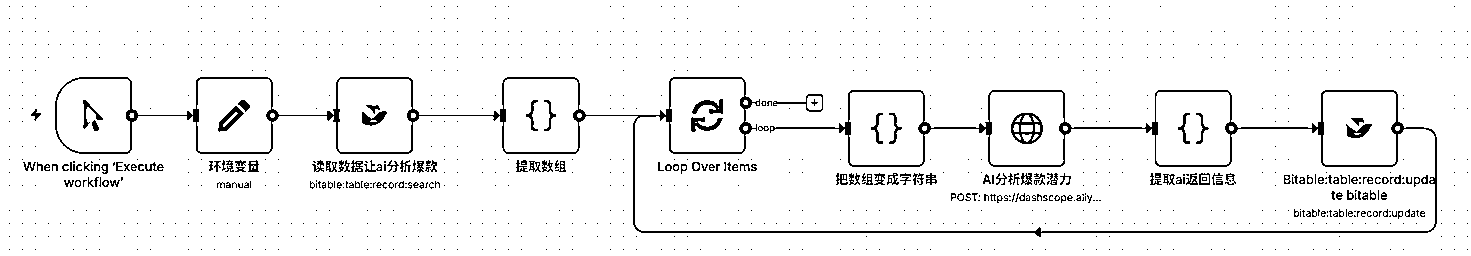 done
loop
When clicking ‘Execute
workflow’
环境变量
manual
读取数据让ai分析爆款
bitable:table:record:search
提取数组
Loop Over Items
把数组变成字符串
AI分析爆款潜力
POST: https://dashscope.aliy...
提取ai返回信息
Bitable:table:record:upda
te bitable
bitable:table:record:update